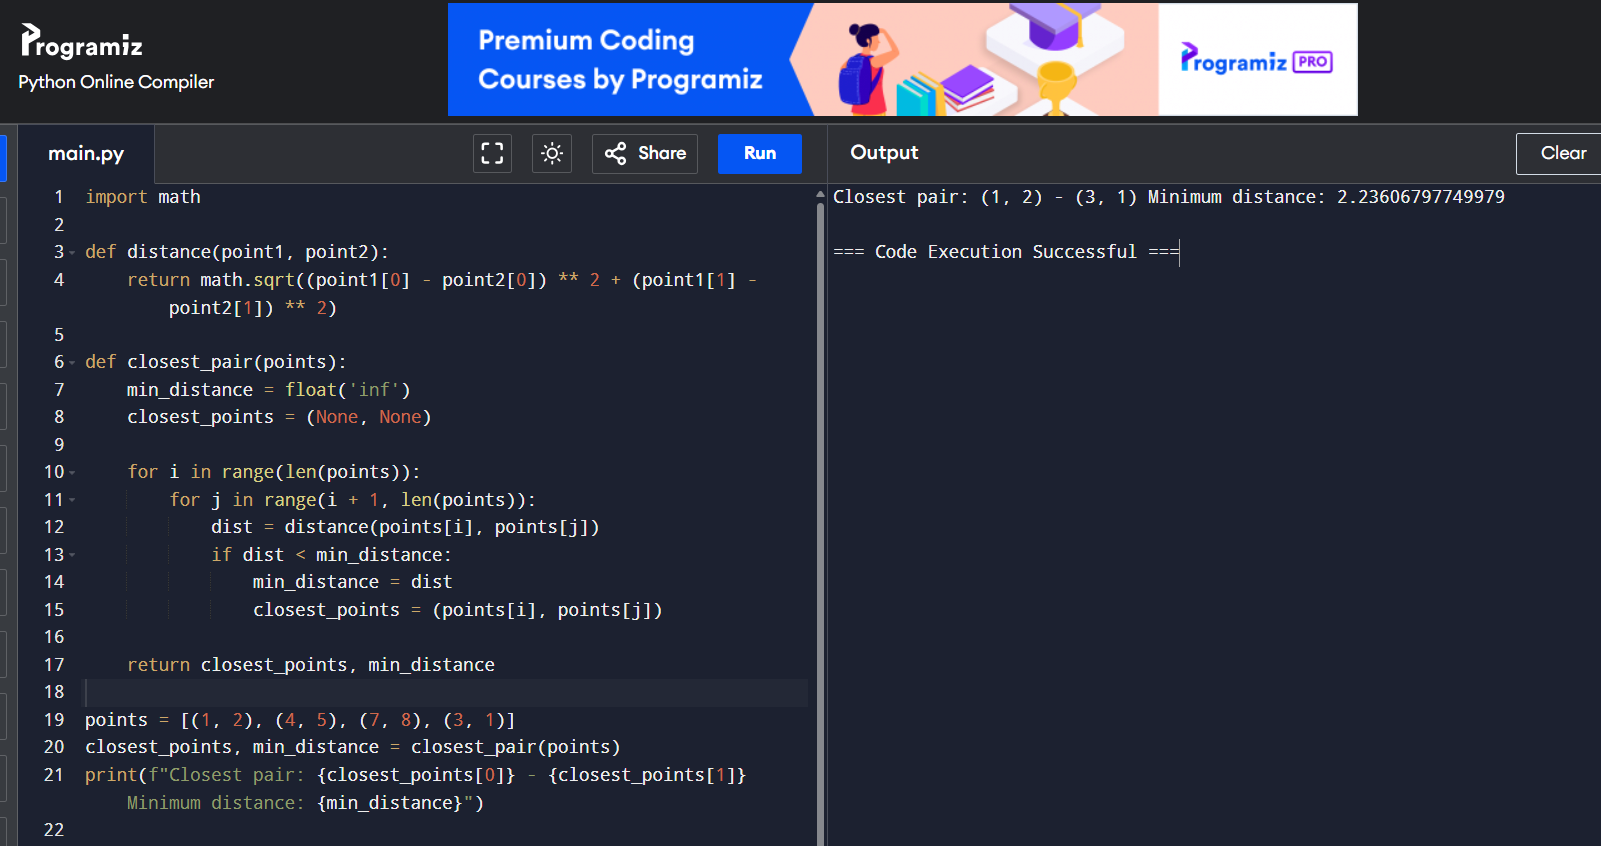 Programiz
Python Online Compiler
Premium Coding
Courses by Programiz
Programiz PRO
main.py
Share
Run
Output
Clear
1 import math
2
3 def distance(point1, point2):
4     return math.sqrt((point1[0] - point2[0]) ** 2 + (point1[1] -
        point2[1]) ** 2)
5
6 def closest_pair(points):
7     min_distance = float('inf')
8     closest_points = (None, None)
9
10     for i in range(len(points)):
11         for j in range(i + 1, len(points)):
12             dist = distance(points[i], points[j])
13             if dist < min_distance:
14                 min_distance = dist
15                 closest_points = (points[i], points[j])
16
17     return closest_points, min_distance
18
19 points = [(1, 2), (4, 5), (7, 8), (3, 1)]
20 closest_points, min_distance = closest_pair(points)
21 print(f"Closest pair: {closest_points[0]} - {closest_points[1]}
    Minimum distance: {min_distance}")
22
Closest pair: (1, 2) - (3, 1) Minimum distance: 2.23606797749979
=== Code Execution Successful ===